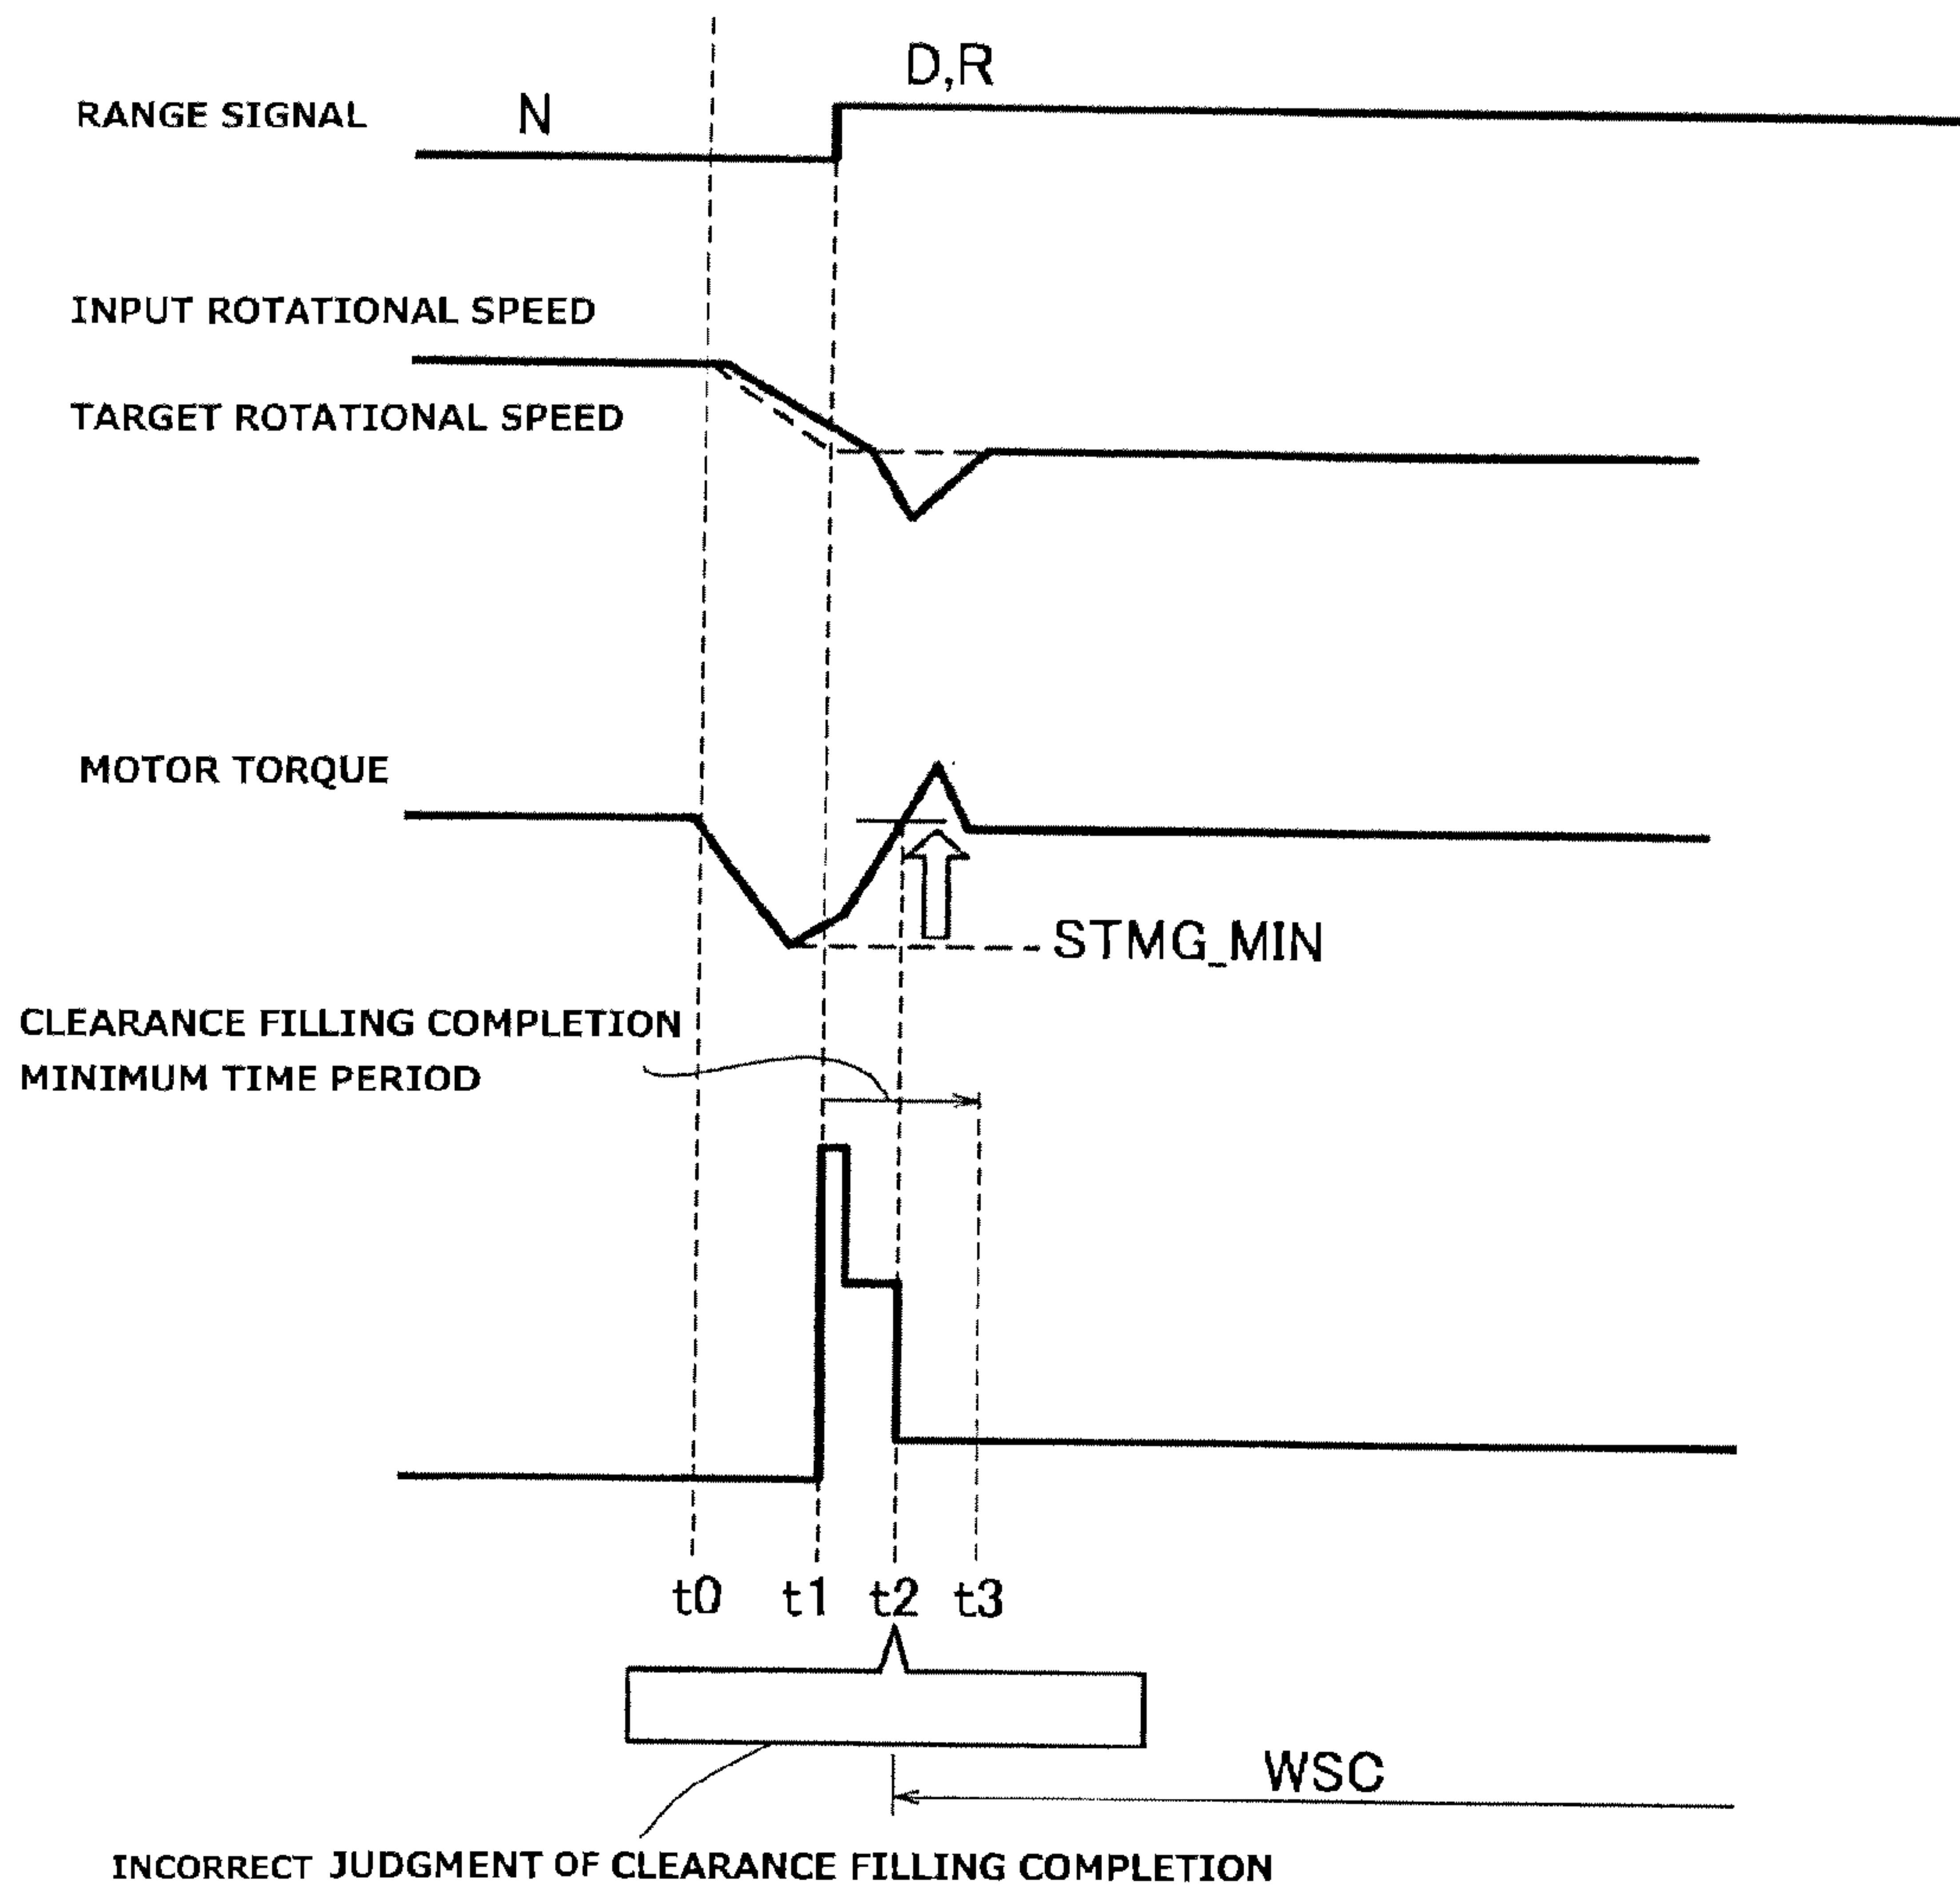 D,R
RANGE SIGNAL
N
INPUT ROTATIONAL SPEED
TARGET ROTATIONAL SPEED
MOTOR TORQUE
STMG_MIN
CLEARANCE FILLING COMPLETION
MINIMUM TIME PERIOD
t0 t1 t2 t3
WSC
INCORRECT JUDGMENT OF CLEARANCE FILLING COMPLETION